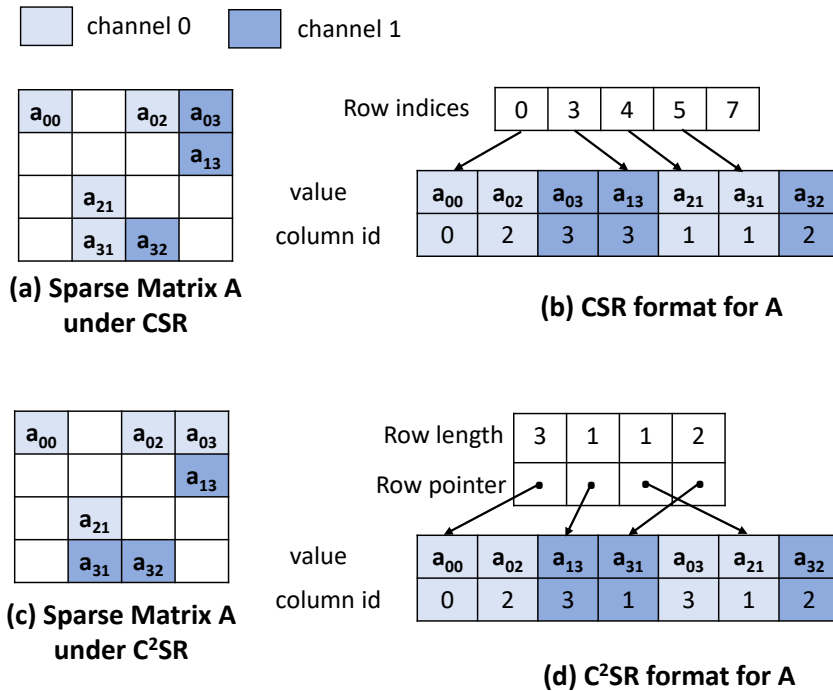 channel 0 channel 1
a00 a02 a03
a13
a21
a31 a32
(a) Sparse Matrix A
under CSR
Row indices 0 3 4 5 7
value a00 a02 a03 a13 a21 a31 a32
column id 0 2 3 3 1 1 2
(b) CSR format for A
a00 a02 a03
a13
a21
a31 a32
(c) Sparse Matrix A
under C²SR
Row length 3 1 1 2
Row pointer
value a00 a02 a13 a31 a03 a21 a32
column id 0 2 3 1 3 1 2
(d) C²SR format for A